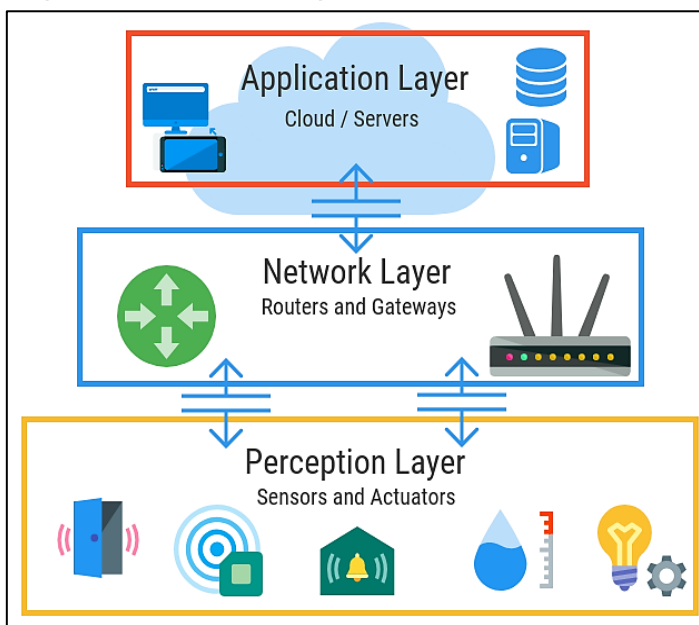 Application Layer
Cloud / Servers
Network Layer
Routers and Gateways
Perception Layer
Sensors and Actuators